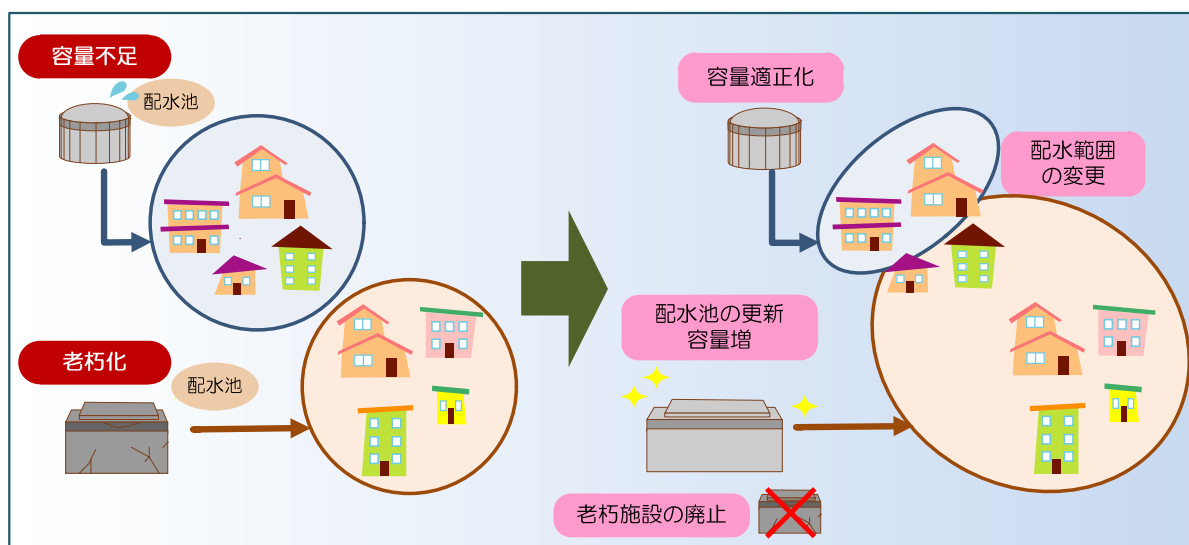 容量不足
配水池
老朽化
配水池
容量適正化
配水範囲
の変更
配水池の更新
容量増
老朽施設の廃止